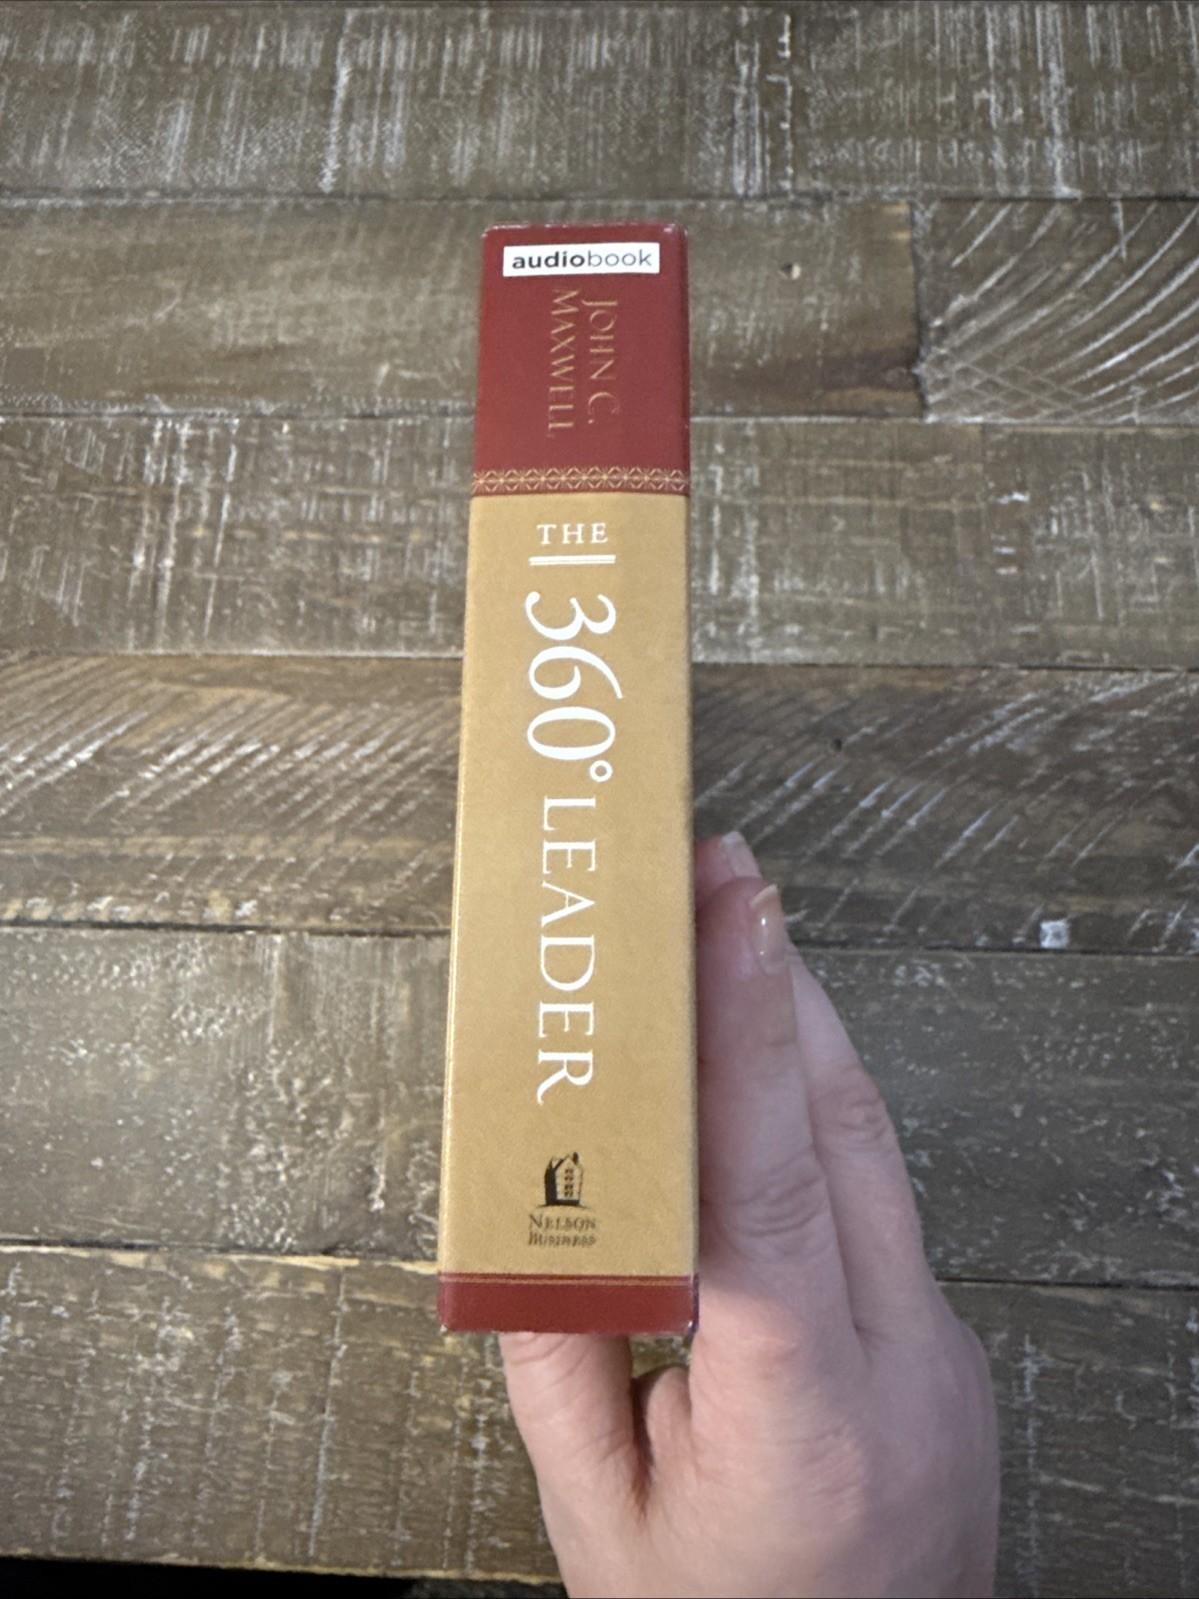 audiobook
JOHN C.
MAXWELL
THE
360° LEADER
NELSON
BUSINESS